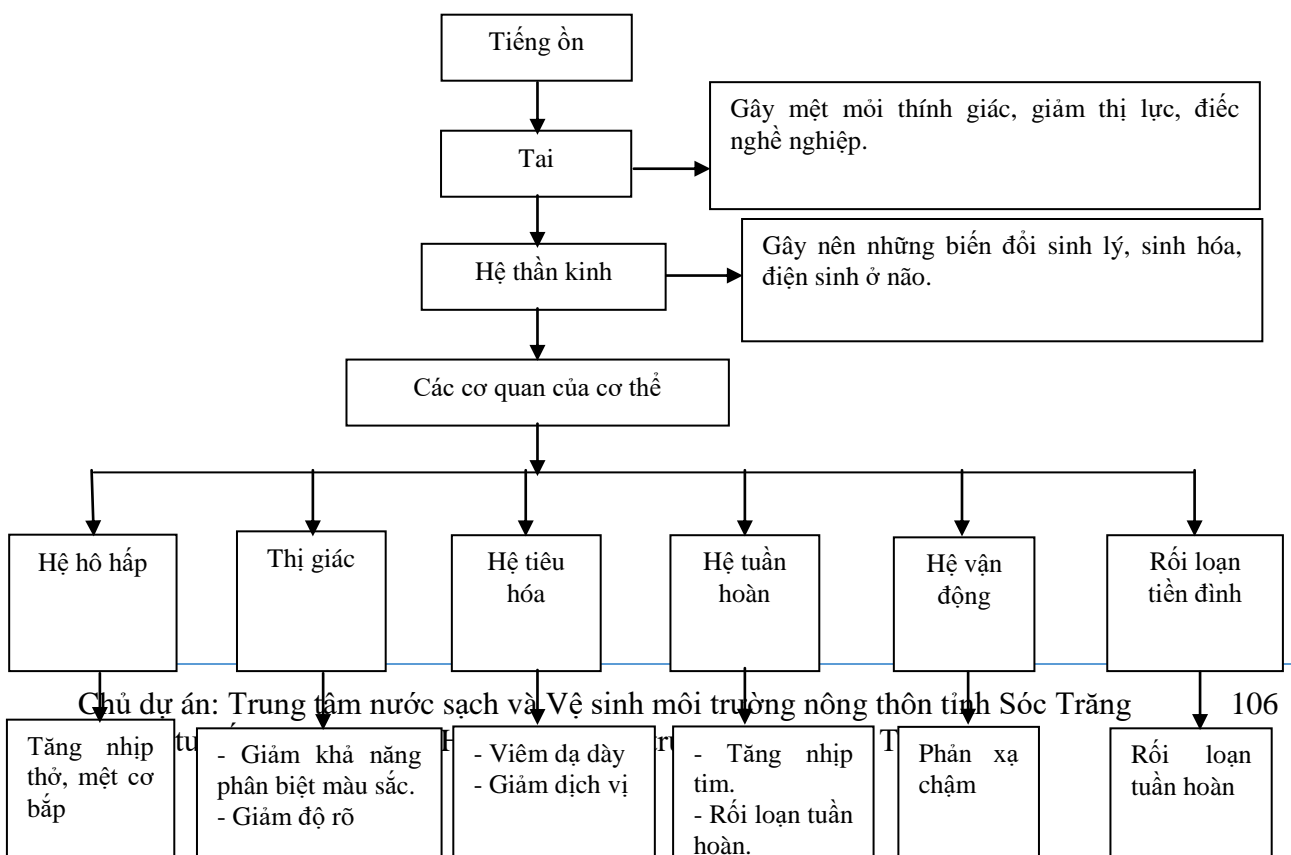 Tiếng ồn
Gây mệt mỏi thính giác, giảm thị lực, điếc
nghề nghiệp.
Tai
Gây nên những biến đổi sinh lý, sinh hóa,
điện sinh ở não.
Hệ thần kinh
Các cơ quan của cơ thể
Hệ hô hấp
Thị giác
Hệ tiêu
hóa
Hệ tuần
hoàn
Hệ vận
động
Rối loạn
tiền đình
Chủ dự án: Trung tâm nước sạch và Vệ sinh môi trường nông thôn tỉnh Sóc Trăng 106
Tăng nhịp
thở, mệt cơ
bắp
- Giảm khả năng
phân biệt màu sắc.
- Giảm độ rõ
- Viêm dạ dày
- Giảm dịch vị
- Tăng nhịp
tim.
- Rối loạn tuần
hoàn.
Phản xạ
chậm
Rối loạn
tuần hoàn